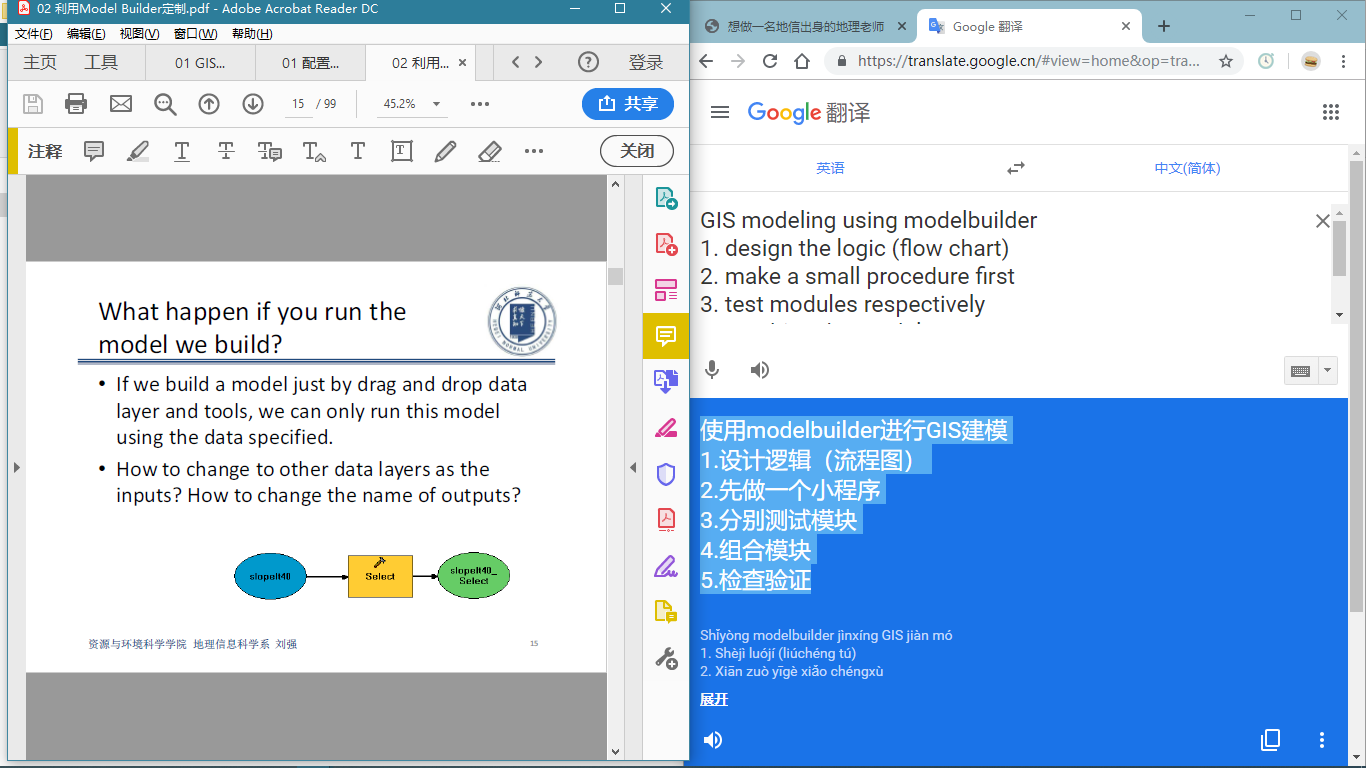 02 利用Model Builder定制.pdf - Adobe Acrobat Reader DC
文件(F) 编辑(E) 视图(V) 窗口(W) 帮助(H)
主页 工具 01 GIS... 01 配置... 02 利用... × 登录
15 / 99 45.2% 共享
注释 关闭
What happen if you run the
model we build?
• If we build a model just by drag and drop data
layer and tools, we can only run this model
using the data specified.
• How to change to other data layers as the
inputs? How to change the name of outputs?
slopelt40 Select slopelt40_
Select
资源与环境科学学院 地理信息科学系 刘强
15
想做一名地信出身的地理老师 Google 翻译
https://translate.google.cn/#view=home&op=tra...
Google 翻译
英语 中文(简体)
GIS modeling using modelbuilder
1. design the logic (flow chart)
2. make a small procedure first
3. test modules respectively
使用modelbuilder进行GIS建模
1.设计逻辑（流程图）
2.先做一个小程序
3.分别测试模块
4.组合模块
5.检查验证
Shǐyòng modelbuilder jìnxíng GIS jiàn mó
1. Shèjì luójí (liúchéng tú)
2. Xiān zuò yīgè xiǎo chéngxù
展开